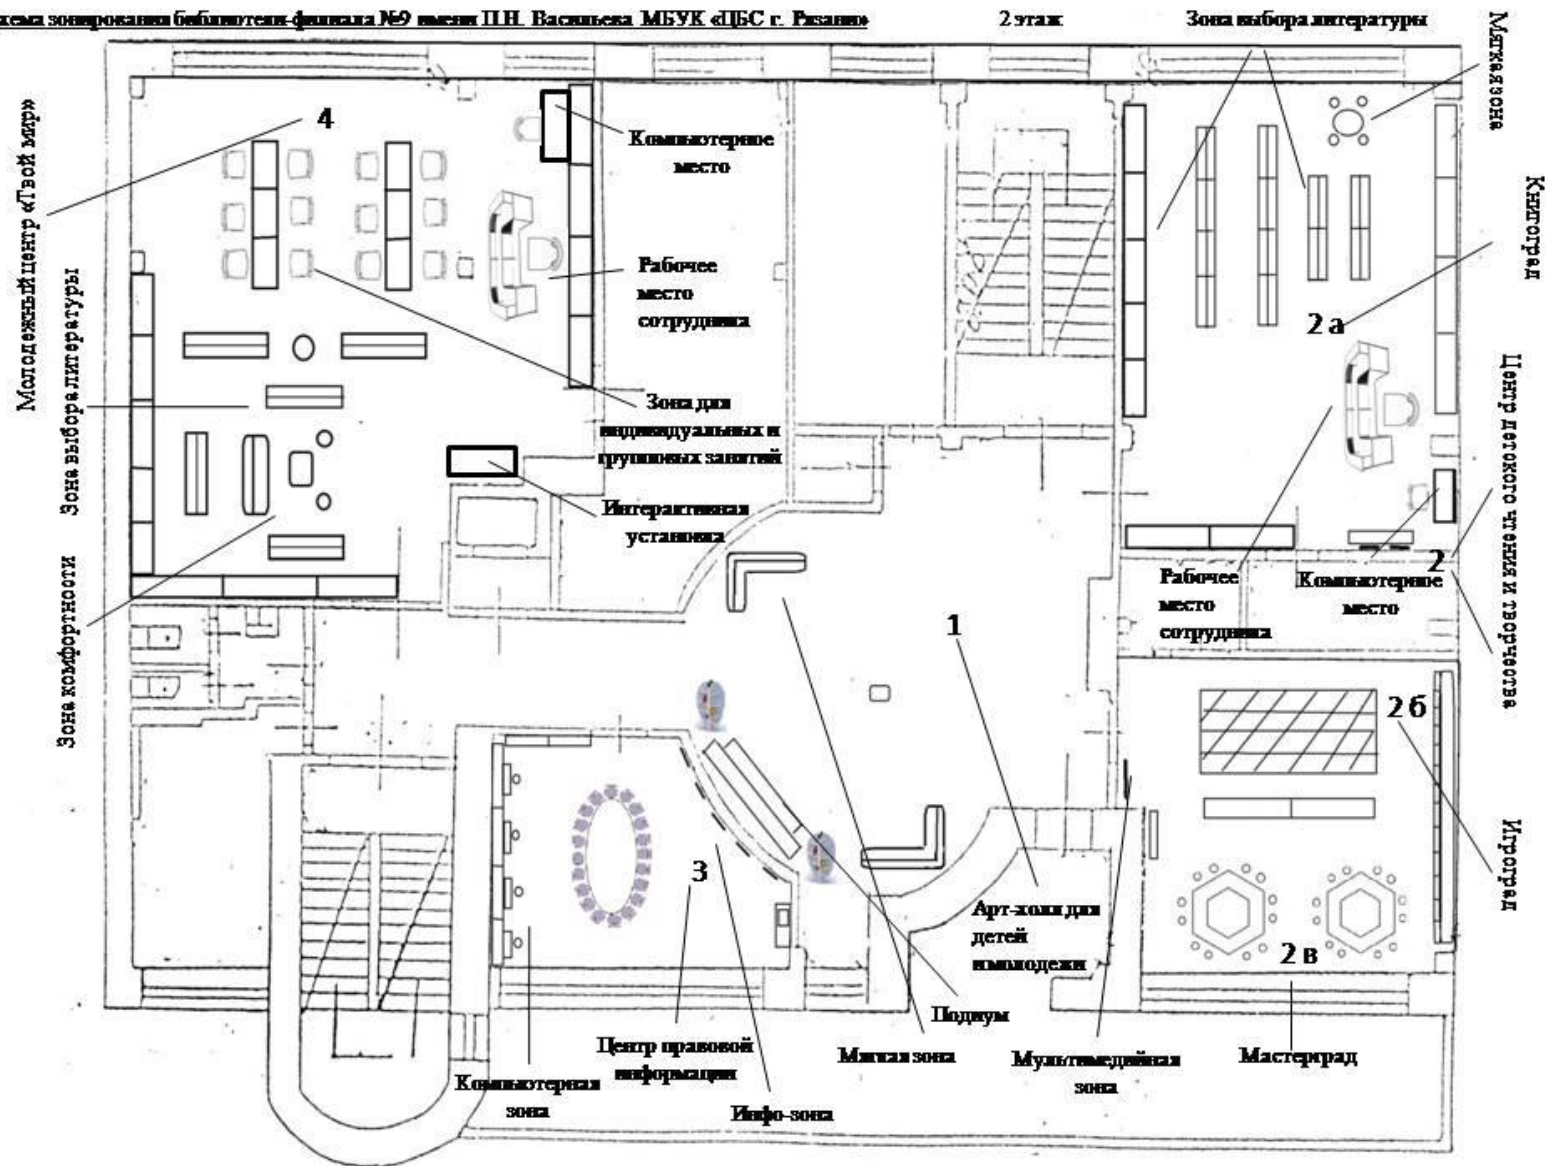 хема зонирования библиотеки-филиала №9 имени П.Н. Васильева МБУК «ЦБС г. Рязани»
2 этаж
Зона выбора литературы
Мягкая зона
Книгоград
Центр детского чтения и творчества
Игроград
Молодежный центр «Твой мир»
Зона выбора литературы
Зона комфортности
4
Компьютерное
место
Рабочее
место
сотрудника
Зона для
индивидуальных и
групповых занятий
Интерактивная
установка
2 а
2
Рабочее
место
сотрудника
Компьютерное
место
1
2 б
3
Арт-холл для
детей
и молодежи
2 в
Подиум
Центр правовой
информации
Мягкая зона
Мультимедийная
зона
Мастерград
Компьютерная
зона
Инфо-зона